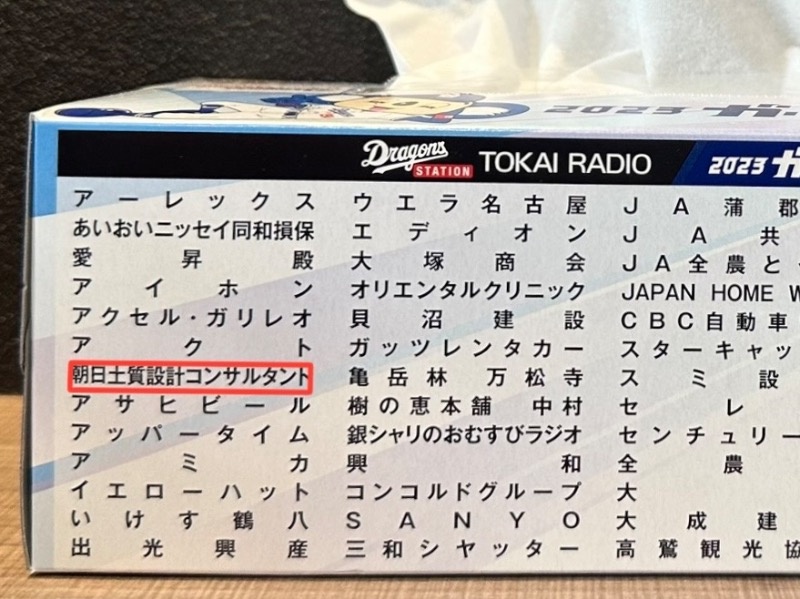 2023 ガ
Dragons STATION TOKAI RADIO 2023 ガ
アーレックス
あいおいニッセイ同和損保
愛昇殿
アイホン
アクセル・ガリレオ
アクト
朝日土質設計コンサルタント
アサヒビール
アッパータイム
アミカ
イエローハット
いけす鶴八
出光興産
ウエラ名古屋
エディオン
大塚商会
オリエンタルクリニック
貝沼建設
ガッツレンタカー
亀岳林 万松寺
樹の恵本舗 中村
銀シャリのおむすびラジオ
興和
コンコルドグループ
SANYO
三和シヤッター
JA蒲郡
JA共
JA全農と
JAPAN HOME W
CBC自動車
スターキャッ
スミ設
セレ
センチュリー
全農
大
大成建
高鷲観光協